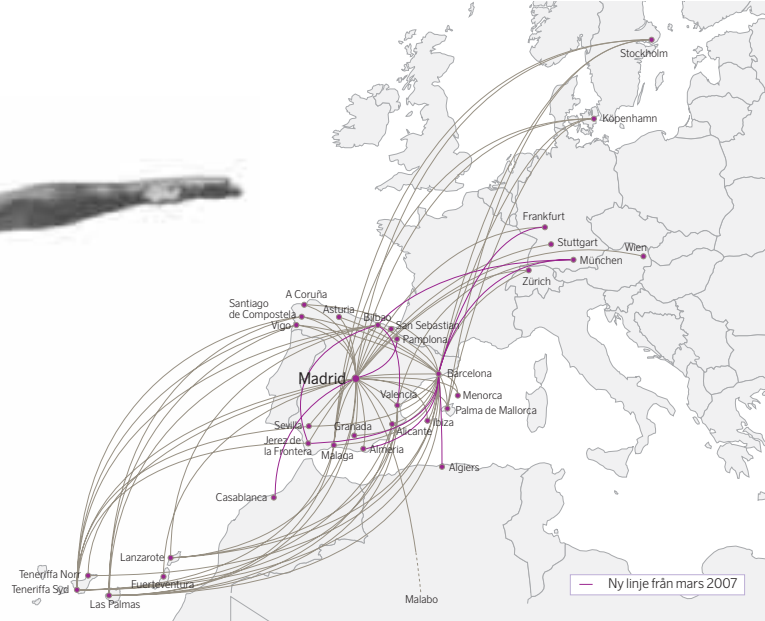 Stockholm
Köpenhamn
Frankfurt
Stuttgart
Wien
München
Zürich
A Coruña
Santiago
de Compostela
Asturia
Bilbao
Vigo
San Sebastian
Pamplona
Madrid
Barcelona
Valencia
Menorca
Palma de Mallorca
Ibiza
Sevilla
Granada
Alicante
Jerez de
la Frontera
Malaga
Almeria
Algiers
Casablanca
Lanzarote
Teneriffa Norr
Fuerteventura
Teneriffa Syd
Las Palmas
Malabo
Ny linje från mars 2007